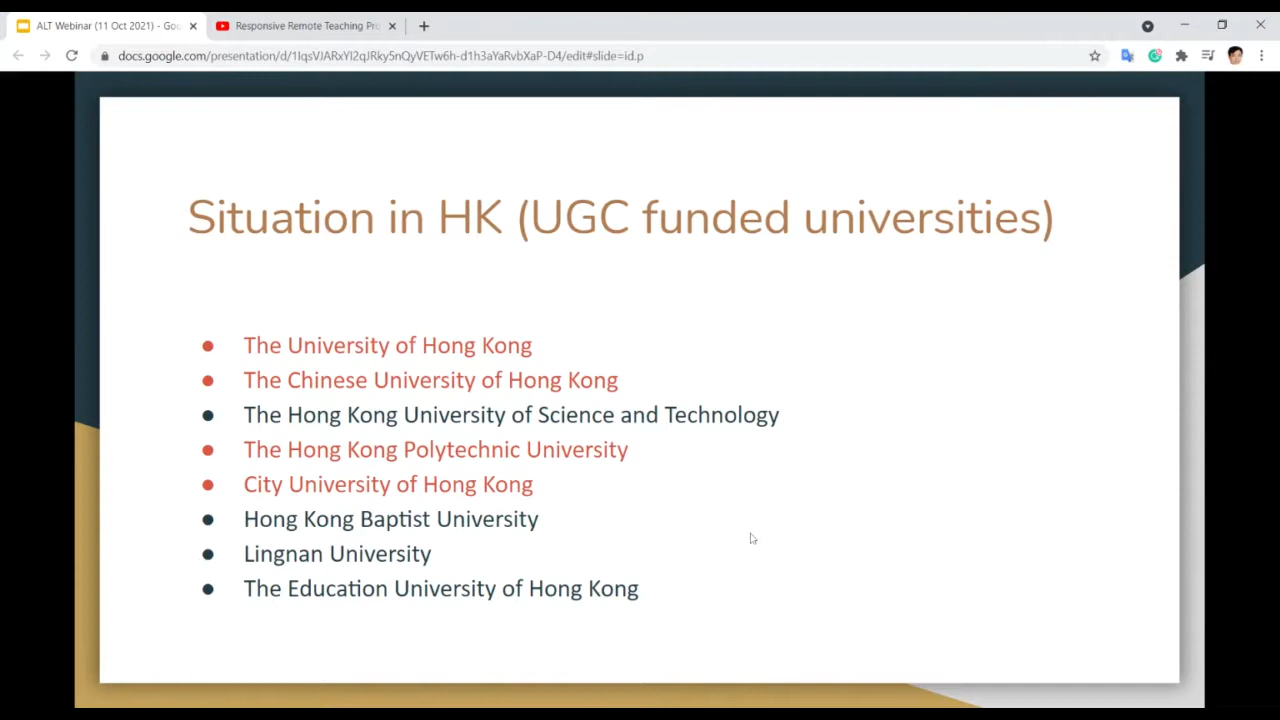 ALT Webinar (11 Oct 2021) - Goo
Responsive Remote Teaching Pro
docs.google.com/presentation/d/1IqsVJARxYI2qJRky5nQyVETw6h-d1h3aYaRvbXaP-D4/edit#slide=id.p
Situation in HK (UGC funded universities)
The University of Hong Kong
The Chinese University of Hong Kong
The Hong Kong University of Science and Technology
The Hong Kong Polytechnic University
City University of Hong Kong
Hong Kong Baptist University
Lingnan University
The Education University of Hong Kong